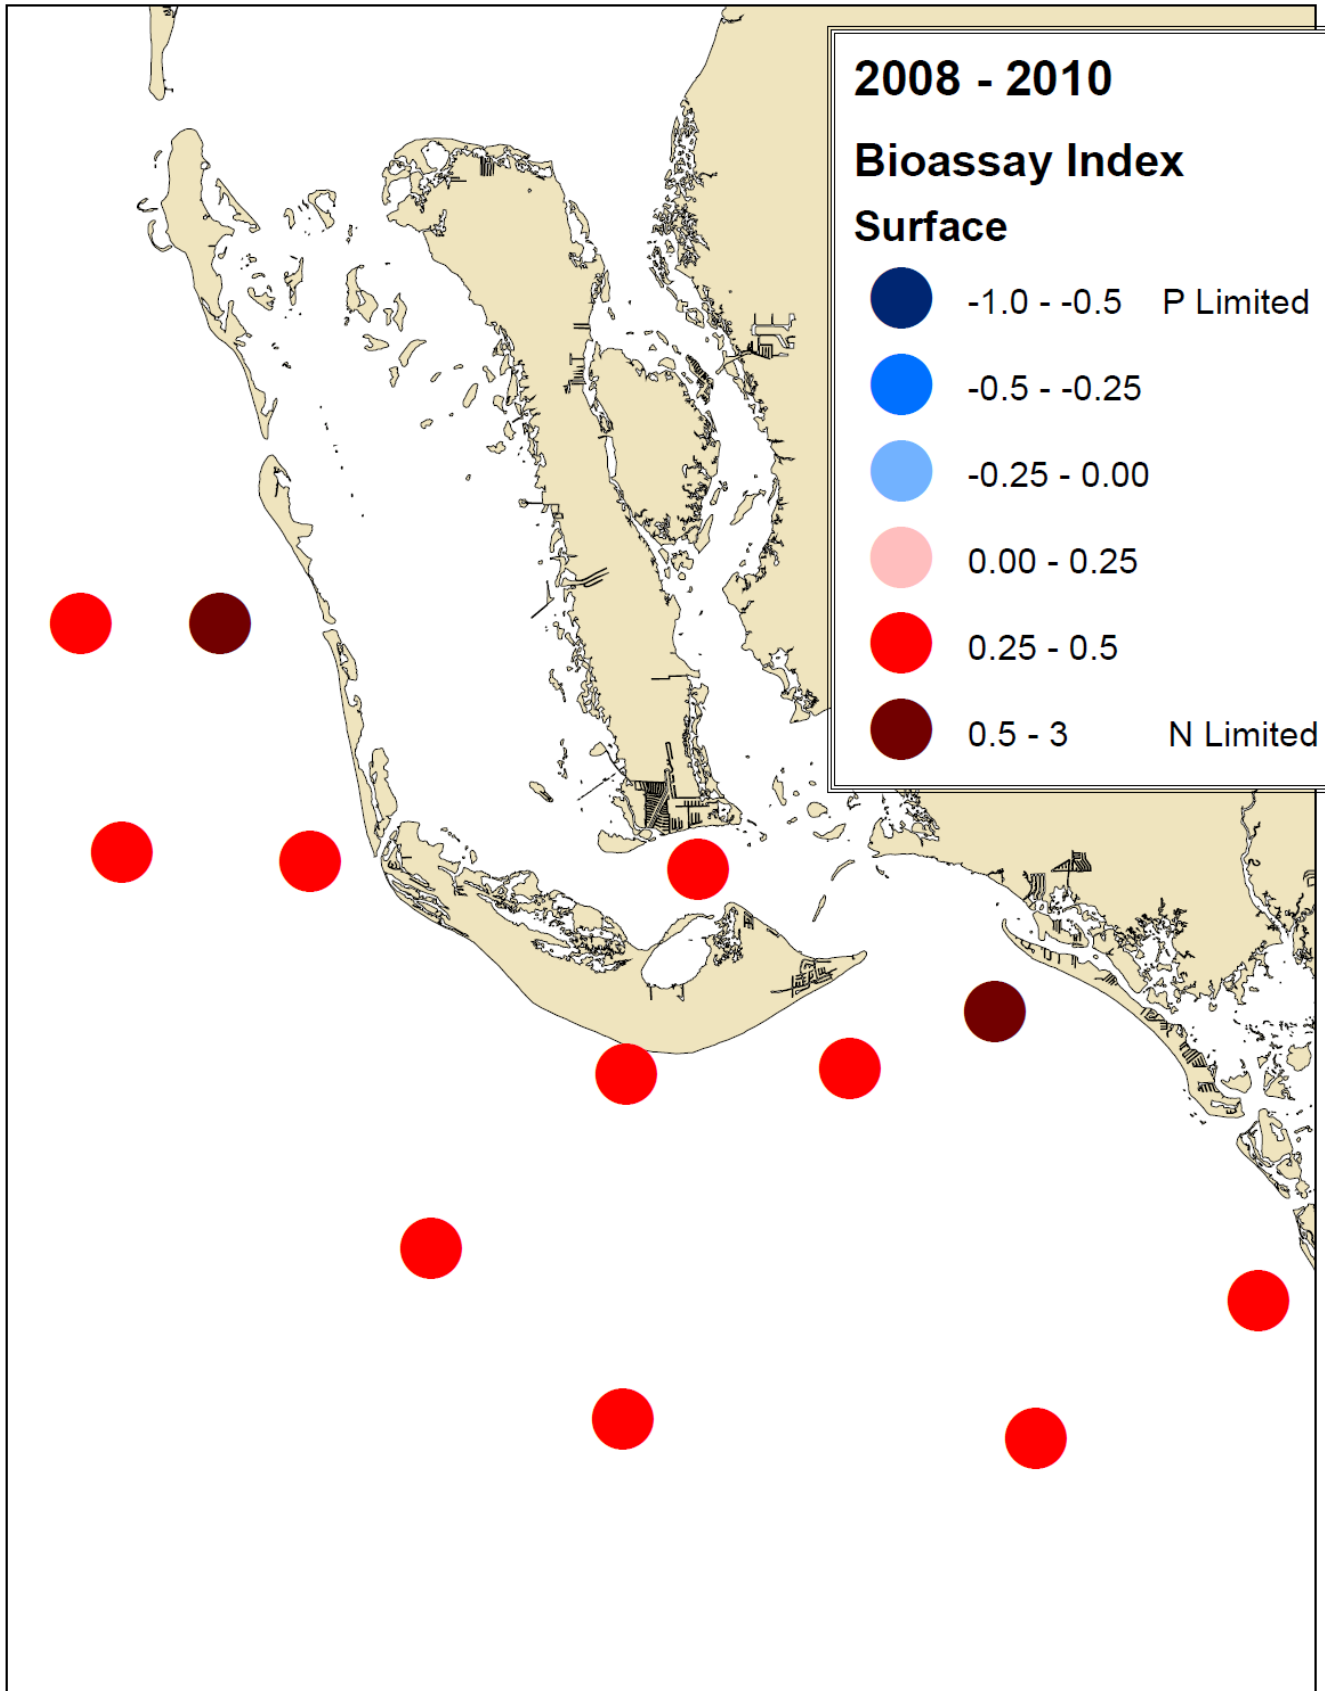 2008 - 2010
Bioassay Index
Surface
-1.0 - -0.5 P Limited
-0.5 - -0.25
-0.25 - 0.00
0.00 - 0.25
0.25 - 0.5
0.5 - 3 N Limited